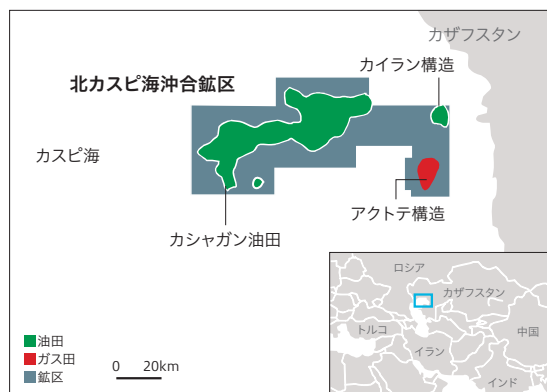 カザフスタン
カイラン構造
北カスピ海沖合鉱区
カスピ海
アクトテ構造
カシャガン油田
ロシア
カザフスタン
中国
トルコ
イラン
インド
油田
ガス田
鉱区
0 20km